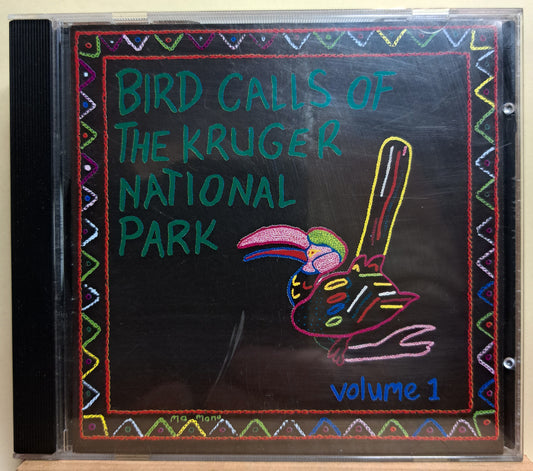 BIRD CALLS OF
THE KRUGER
NATIONAL
PARK
volume 1